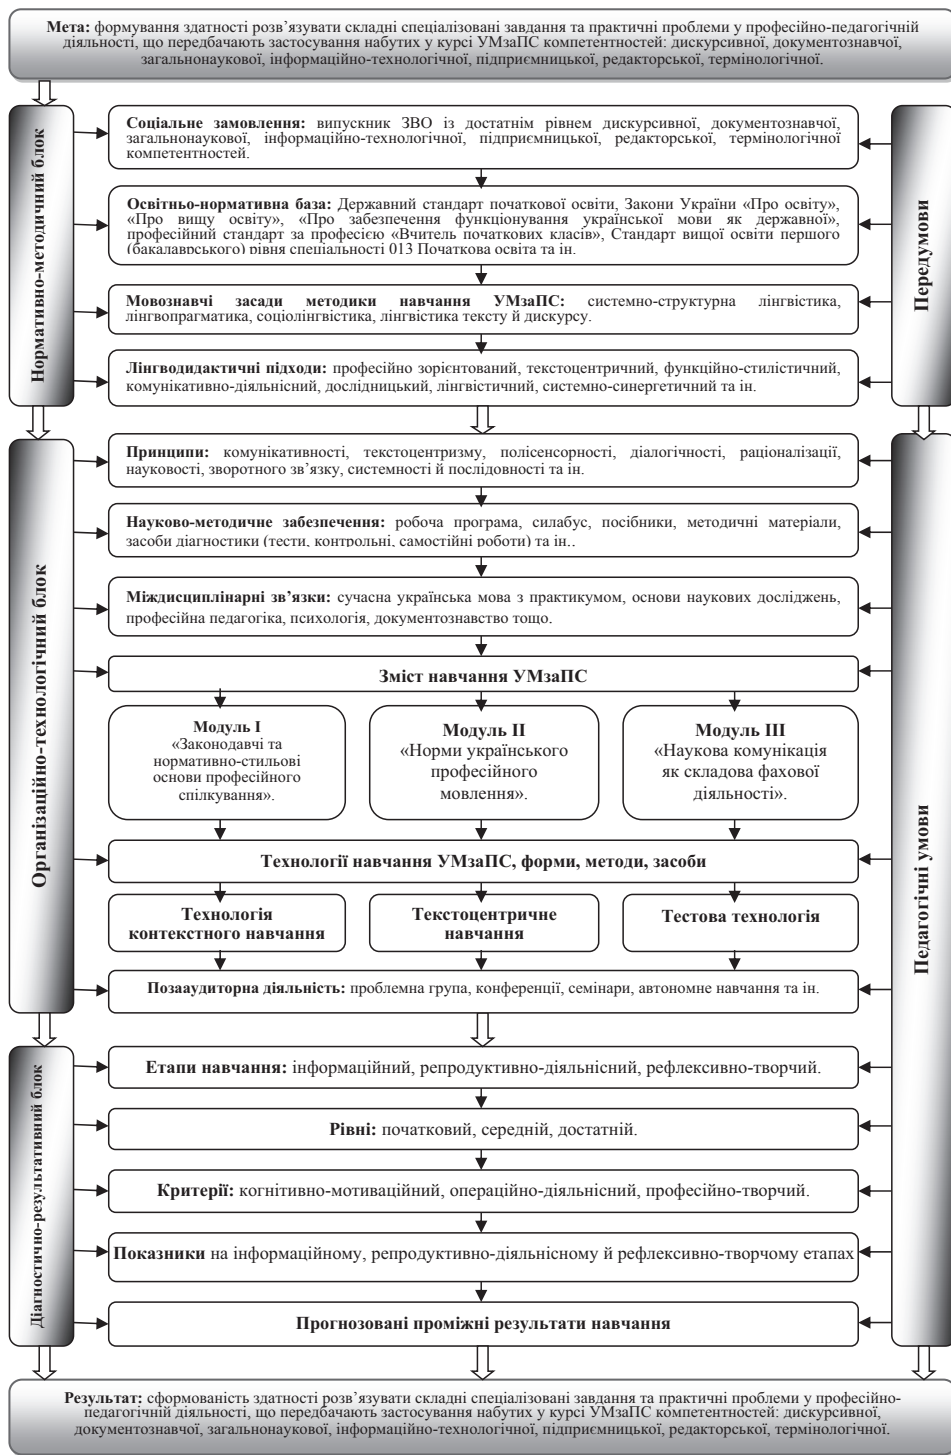 Мета: формування здатності розв’язувати складні спеціалізовані завдання та практичні проблеми у професійно-педагогічній
діяльності, що передбачають застосування набутих у курсі УМзаПС компетентностей: дискурсивної, документознавчої,
загальнонаукової, інформаційно-технологічної, підприємницької, редакторської, термінологічної.
Нормативно-методичний блок
Соціальне замовлення: випускник ЗВО із достатнім рівнем дискурсивної, документознавчої,
загальнонаукової, інформаційно-технологічної, підприємницької, редакторської, термінологічної
компетентностей.
Передумови
Освітньо-нормативна база: Державний стандарт початкової освіти, Закони України «Про освіту»,
«Про вищу освіту», «Про забезпечення функціонування української мови як державної»,
професійний стандарт за професією «Вчитель початкових класів», Стандарт вищої освіти першого
(бакалаврського) рівня спеціальності 013 Початкова освіта та ін.
Мовознавчі засади методики навчання УМзаПС: системно-структурна лінгвістика,
лінгвопрагматика, соціолінгвістика, лінгвістика тексту й дискурсу.
Лінгводидактичні підходи: професійно зорієнтований, текстоцентричний, функційно-стилістичний,
комунікативно-діяльнісний, дослідницький, лінгвістичний, системно-синергетичний та ін.
Організаційно-технологічний блок
Принципи: комунікативності, текстоцентризму, полісенсорності, діалогічності, раціоналізації,
науковості, зворотного зв’язку, системності й послідовності та ін.
Педагогічні умови
Науково-методичне забезпечення: робоча програма, силабус, посібники, методичні матеріали,
засоби діагностики (тести, контрольні, самостійні роботи) та ін..
Міждисциплінарні зв’язки: сучасна українська мова з практикумом, основи наукових досліджень,
професійна педагогіка, психологія, документознавство тощо.
Зміст навчання УМзаПС
Модуль І
«Законодавчі та
нормативно-стильові
основи професійного
спілкування».
Модуль ІІ
«Норми українського
професійного
мовлення».
Модуль ІІІ
«Наукова комунікація
як складова фахової
діяльності».
Технології навчання УМзаПС, форми, методи, засоби
Технологія
контекстного навчання
Текстоцентричне
навчання
Тестова технологія
Позааудиторна діяльність: проблемна група, конференції, семінари, автономне навчання та ін.
Діагностично-результативний блок
Етапи навчання: інформаційний, репродуктивно-діяльнісний, рефлексивно-творчий.
Рівні: початковий, середній, достатній.
Критерії: когнітивно-мотиваційний, операційно-діяльнісний, професійно-творчий.
Показники на інформаційному, репродуктивно-діяльнісному й рефлексивно-творчому етапах
Прогнозовані проміжні результати навчання
Результат: сформованість здатності розв’язувати складні спеціалізовані завдання та практичні проблеми у професійно-
педагогічній діяльності, що передбачають застосування набутих у курсі УМзаПС компетентностей: дискурсивної,
документознавчої, загальнонаукової, інформаційно-технологічної, підприємницької, редакторської, термінологічної.